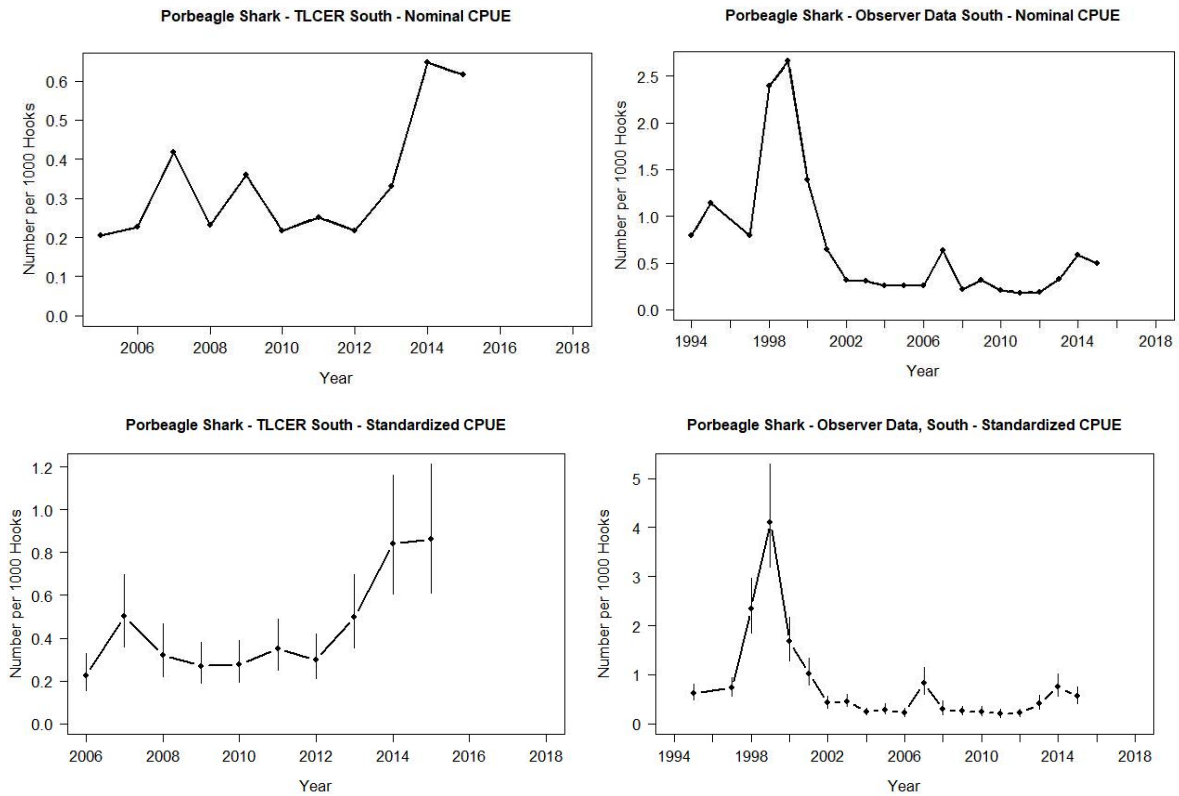 Porbeagle Shark - TLCER South - Nominal CPUE
Number per 1000 Hooks
0.6
0.5
0.4
0.3
0.2
0.1
0.0
2006 2008 2010 2012 2014 2016 2018
Year
Porbeagle Shark - Observer Data South - Nominal CPUE
Number per 1000 Hooks
2.5
2.0
1.5
1.0
0.5
0.0
1994 1998 2002 2006 2010 2014 2018
Year
Porbeagle Shark - TLCER South - Standardized CPUE
Number per 1000 Hooks
1.2
1.0
0.8
0.6
0.4
0.2
0.0
2006 2008 2010 2012 2014 2016 2018
Year
Porbeagle Shark - Observer Data, South - Standardized CPUE
Number per 1000 Hooks
5
4
3
2
1
0
1994 1998 2002 2006 2010 2014 2018
Year